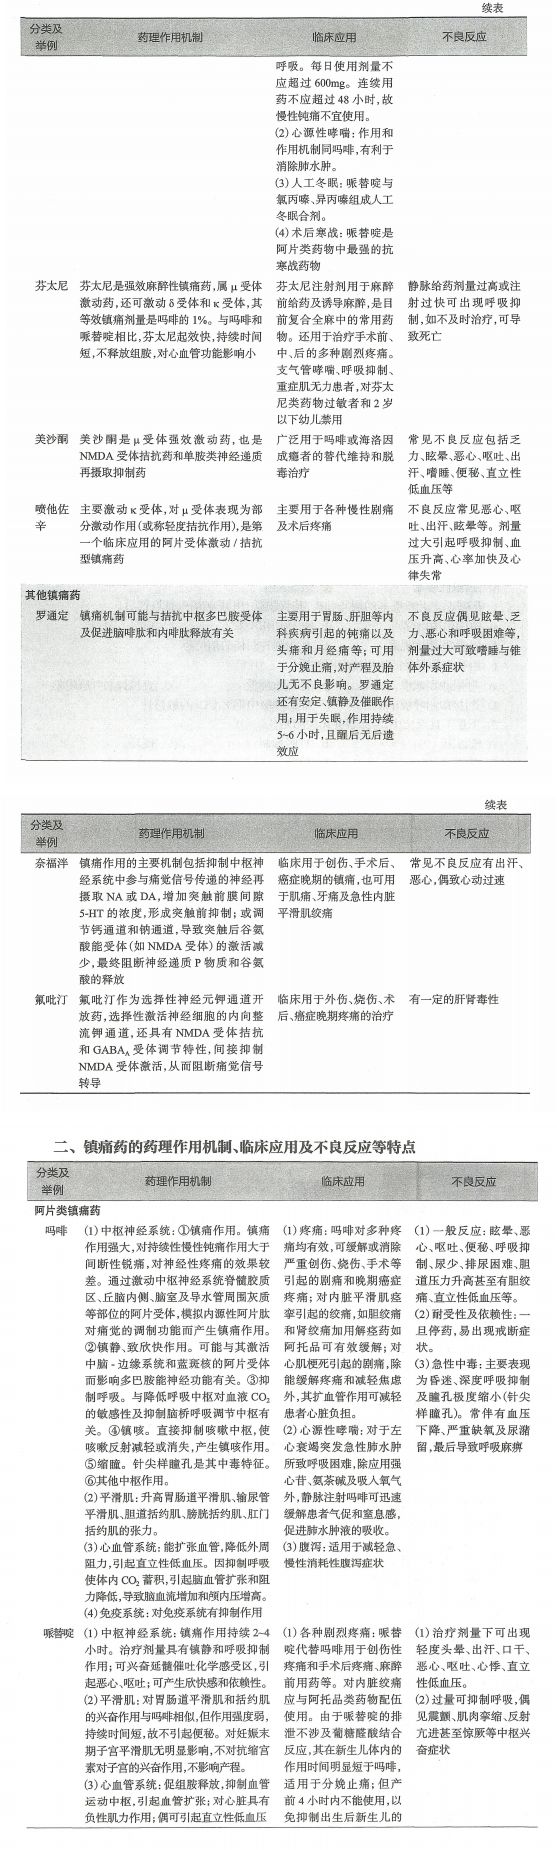 续表
分类及
举例
药理作用机制
临床应用
不良反应
呼吸。每日使用剂量不
应超过 600mg。连续用
药不应超过 48 小时,故
慢性钝痛不宜使用。
(2) 心源性哮喘:作用和
作用机制同吗啡,有利于
消除肺水肿。
(3) 人工冬眠:哌替啶与
氯丙嗪、异丙嗪组成人工
冬眠合剂。
(4) 术后寒战:哌替啶是
阿片类药物中最强的抗
寒战药物
芬太尼
芬太尼是强效麻醉性镇痛药,属 μ 受体
激动药,还可激动 δ 受体和 κ 受体,其
等效镇痛剂量是吗啡的 1%。与吗啡和
哌替啶相比,芬太尼起效快,持续时间
短,不释放组胺,对心血管功能影响小
芬太尼注射剂用于麻醉
前给药及诱导麻醉,是目
前复合全麻中的常用药
物。还用于治疗手术前、
中、后的多种剧烈疼痛。
支气管哮喘、呼吸抑制、
重症肌无力患者,对芬太
尼类药物过敏者和 2 岁
以下幼儿禁用
静脉给药剂量过高或注
射过快可出现呼吸抑
制,如不及时治疗,可导
致死亡
美沙酮
美沙酮是 μ 受体强效激动药,也是
NMDA 受体拮抗药和单胺类神经递质
再摄取抑制药
广泛用于吗啡或海洛因
成瘾者的替代维持和脱
毒治疗
常见不良反应包括乏
力、眩晕、恶心、呕吐、出
汗、嗜睡、便秘、直立性
低血压等
喷他佐
辛
主要激动 κ 受体,对 μ 受体表现为部
分激动作用(或称轻度拮抗作用),是第
一个临床应用的阿片受体激动 / 拮抗
型镇痛药
主要用于各种慢性剧痛
及术后疼痛
不良反应常见恶心、呕
吐、出汗、眩晕等。剂量
过大引起呼吸抑制、血
压升高、心率加快及心
律失常
其他镇痛药
罗通定
镇痛机制可能与拮抗中枢多巴胺受体
及促进脑啡肽和内啡肽释放有关
主要用于胃肠、肝胆等内
科疾病引起的钝痛以及
头痛和月经痛等;可用
于分娩止痛,对产程及胎
儿无不良影响。罗通定
还有安定、镇静及催眠作
用;用于失眠,作用持续
5~6 小时,且醒后无后遗
效应
不良反应偶见眩晕、乏
力、恶心和呼吸困难等,
剂量过大可致嗜睡与锥
体外系症状
续表
分类及
举例
药理作用机制
临床应用
不良反应
奈福泮
镇痛作用的主要机制包括抑制中枢神
经系统中参与痛觉信号传递的神经再
摄取 NA 或 DA,增加突触前膜间隙
5-HT 的浓度,形成突触前抑制;或调
节钙通道和钠通道,导致突触后谷氨
酸能受体(如 NMDA 受体)的激活减
少,最终阻断神经递质 P 物质和谷氨
酸的释放
临床用于创伤、手术后、
癌症晚期的镇痛,也可用
于肌痛、牙痛及急性内脏
平滑肌绞痛
常见不良反应有出汗、
恶心,偶致心动过速
氟吡汀
氟吡汀作为选择性神经元钾通道开
放药,选择性激活神经细胞的内向整
流钾通道,还具有 NMDA 受体拮抗
和 GABAA 受体调节特性,间接抑制
NMDA 受体激活,从而阻断痛觉信号
转导
临床用于外伤、烧伤、术
后、癌症晚期疼痛的治疗
有一定的肝肾毒性
二、镇痛药的药理作用机制、临床应用及不良反应等特点
分类及
举例
药理作用机制
临床应用
不良反应
阿片类镇痛药
吗啡
(1) 中枢神经系统:①镇痛作用。镇痛
作用强大,对持续性慢性钝痛作用大于
间断性锐痛,对神经性疼痛的效果较
差。通过激动中枢神经系统脊髓胶质
区、丘脑内侧、脑室及导水管周围灰质
等部位的阿片受体,模拟内源性阿片肽
对痛觉的调制功能而产生镇痛作用。
②镇静、致欣快作用。可能与其激活
中脑 - 边缘系统和蓝斑核的阿片受体
而影响多巴胺能神经功能有关。③抑
制呼吸。与降低呼吸中枢对血液 CO2
的敏感性及抑制脑桥呼吸调节中枢有
关。④镇咳。直接抑制咳嗽中枢,使
咳嗽反射减轻或消失,产生镇咳作用。
⑤缩瞳。针尖样瞳孔是其中毒特征。
⑥其他中枢作用。
(2) 平滑肌:升高胃肠道平滑肌、输尿管
平滑肌、胆道括约肌、膀胱括约肌、肛门
括约肌的张力。
(3) 心血管系统:能扩张血管,降低外周
阻力,引起直立性低血压。因抑制呼吸
使体内 CO2 蓄积,引起脑血管扩张和阻
力降低,导致脑血流增加和颅内压增高。
(4) 免疫系统:对免疫系统有抑制作用
(1) 疼痛:吗啡对多种疼
痛均有效,可缓解或消除
严重创伤、烧伤、手术等
引起的剧痛和晚期癌症
疼痛;对内脏平滑肌痉
挛引起的绞痛,如胆绞痛
和肾绞痛加用解痉药如
阿托品可有效缓解;对
心肌梗死引起的剧痛,除
能缓解疼痛和减轻焦虑
外,其扩血管作用可减轻
患者心脏负担。
(2) 心源性哮喘:对于左
心衰竭突发急性肺水肿
所致呼吸困难,除应用强
心苷、氨茶碱及吸入氧气
外,静脉注射吗啡可迅速
缓解患者气促和窒息感,
促进肺水肿液的吸收。
(3) 腹泻:适用于减轻急、
慢性消耗性腹泻症状
(1) 一般反应:眩晕、恶
心、呕吐、便秘、呼吸抑
制、尿少、排尿困难、胆
道压力升高甚至有胆绞
痛、直立性低血压等。
(2) 耐受性及依赖性:一
旦停药,易出现戒断症
状。
(3) 急性中毒:主要表现
为昏迷、深度呼吸抑制
及瞳孔极度缩小(针尖
样瞳孔)。常伴有血压
下降、严重缺氧及尿潴
留,最后导致呼吸麻痹
哌替啶
(1) 中枢神经系统:镇痛作用持续 2~4
小时。治疗剂量具有镇静和呼吸抑制
作用;可兴奋延髓催吐化学感受区,引
起恶心、呕吐;可产生欣快感和依赖性。
(2) 平滑肌:对胃肠道平滑肌和括约肌
的兴奋作用与吗啡相似,但作用强度弱,
持续时间短,故不引起便秘。对妊娠末
期子宫平滑肌无明显影响,不对抗缩宫
素对子宫的兴奋作用,不影响产程。
(3) 心血管系统:促组胺释放,抑制血管
运动中枢,引起血管扩张;对心脏具有
负性肌力作用;偶可引起直立性低血压
(1) 各种剧烈疼痛:哌替
啶代替吗啡用于创伤性
疼痛和手术后疼痛、麻醉
前用药等。对内脏绞痛
应与阿托品类药物配伍
使用。由于哌替啶的排
泄不涉及葡糖醛酸结合
反应,其在新生儿体内的
作用时间明显短于吗啡,
适用于分娩止痛;但产
前 4 小时内不能使用,以
免抑制出生后新生儿的
(1) 治疗剂量下可出现
轻度头晕、出汗、口干、
恶心、呕吐、心悸、直立
性低血压。
(2) 过量可抑制呼吸,偶
见震颤、肌肉挛缩、反射
亢进甚至惊厥等中枢兴
奋症状